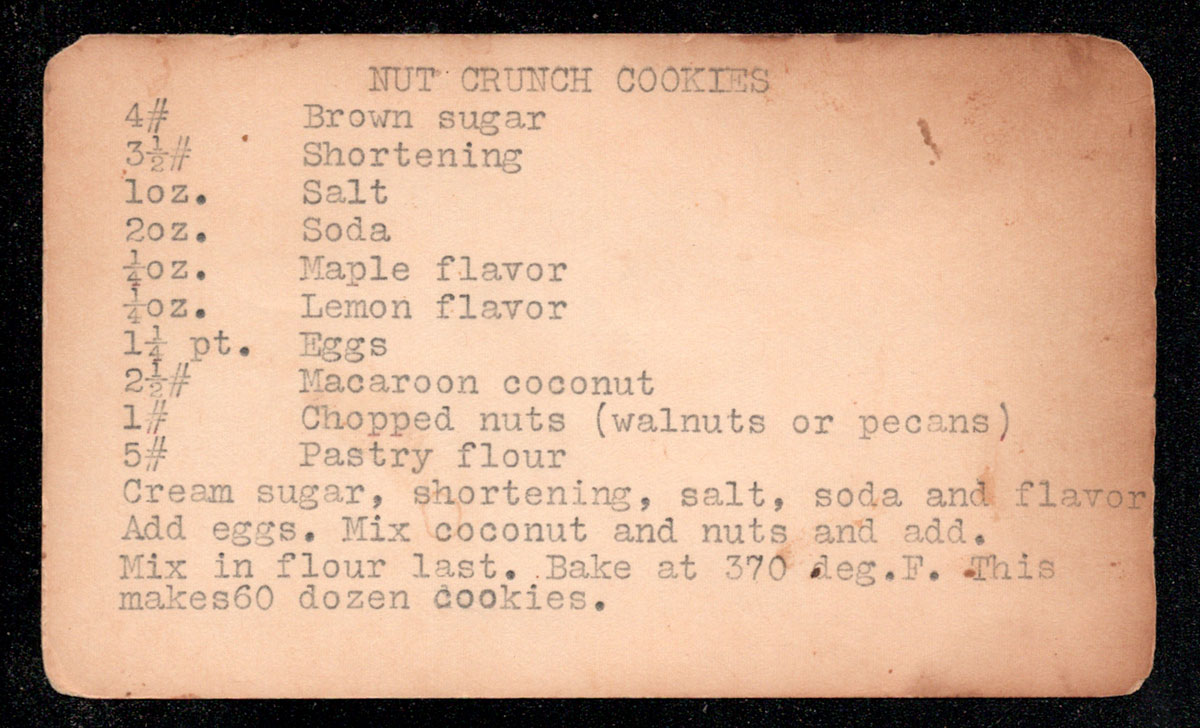 NUT CRUNCH COOKIES
4# Brown sugar
3½# Shortening
1oz. Salt
2oz. Soda
¼oz. Maple flavor
¼oz. Lemon flavor
1¼ pt. Eggs
2½# Macaroon coconut
1# Chopped nuts (walnuts or pecans)
5# Pastry flour
Cream sugar, shortening, salt, soda and flavor
Add eggs. Mix coconut and nuts and add.
Mix in flour last. Bake at 370 deg.F. This
makes60 dozen cookies.